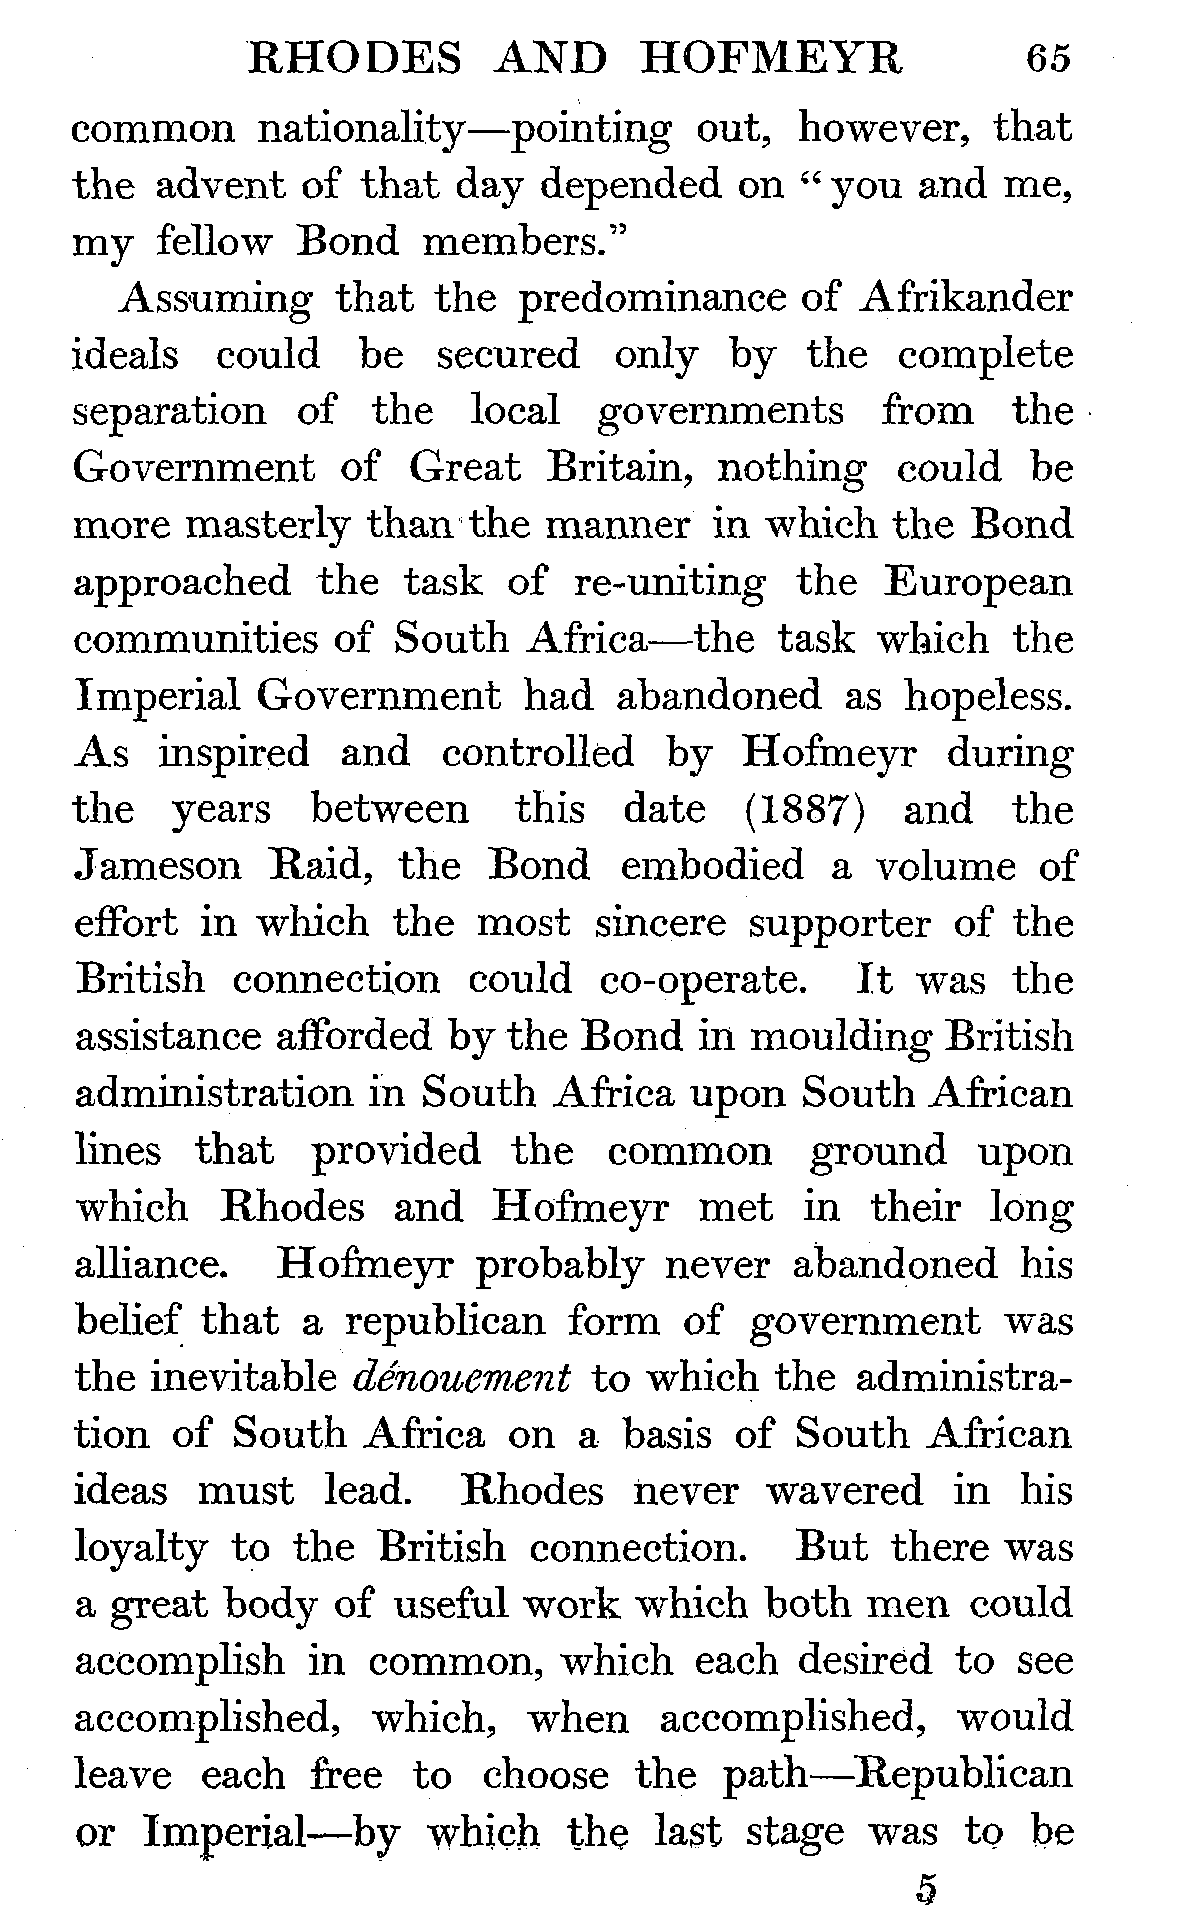 RHODES AND HOFMEYR 65
common nationality—pointing out, however, that
the advent of that day depended on “you and me,
my fellow Bond members.”
Assuming that the predominance of Afrikander
ideals could be secured only by the complete
separation of the local governments from the
Government of Great Britain, nothing could be
more masterly than the manner in which the Bond
approached the task of re-uniting the European
communities of South Africa—the task which the
Imperial Government had abandoned as hopeless.
As inspired and controlled by Hofmeyr during
the years between this date (1887) and the
Jameson Raid, the Bond embodied a volume of
effort in which the most sincere supporter of the
British connection could co-operate. It was the
assistance afforded by the Bond in moulding British
administration in South Africa upon South African
lines that provided the common ground upon
which Rhodes and Hofmeyr met in their long
alliance. Hofmeyr probably never abandoned his
belief that a republican form of government was
the inevitable dénouement to which the administra-
tion of South Africa on a basis of South African
ideas must lead. Rhodes never wavered in his
loyalty to the British connection. But there was
a great body of useful work which both men could
accomplish in common, which each desired to see
accomplished, which, when accomplished, would
leave each free to choose the path—Republican
or Imperial—by which the last stage was to be
5